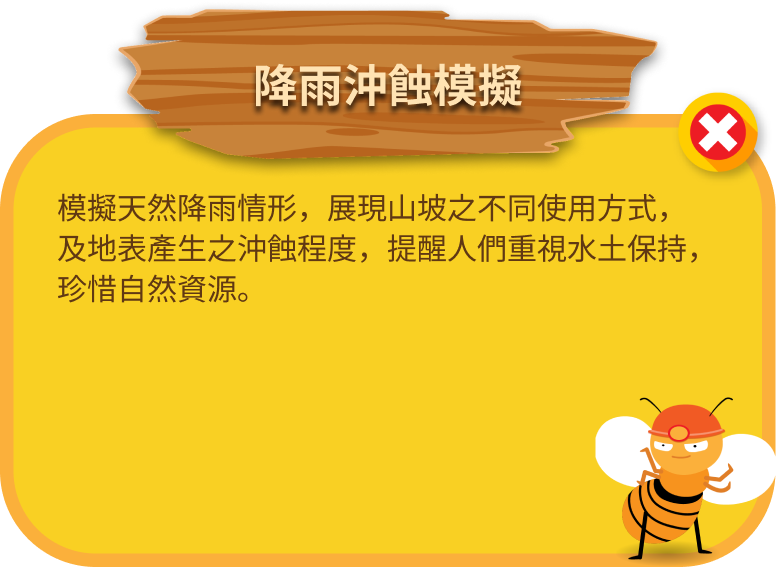 降雨沖蝕模擬
模擬天然降雨情形，展現山坡之不同使用方式，
及地表產生之沖蝕程度，提醒人們重視水土保持，
珍惜自然資源。